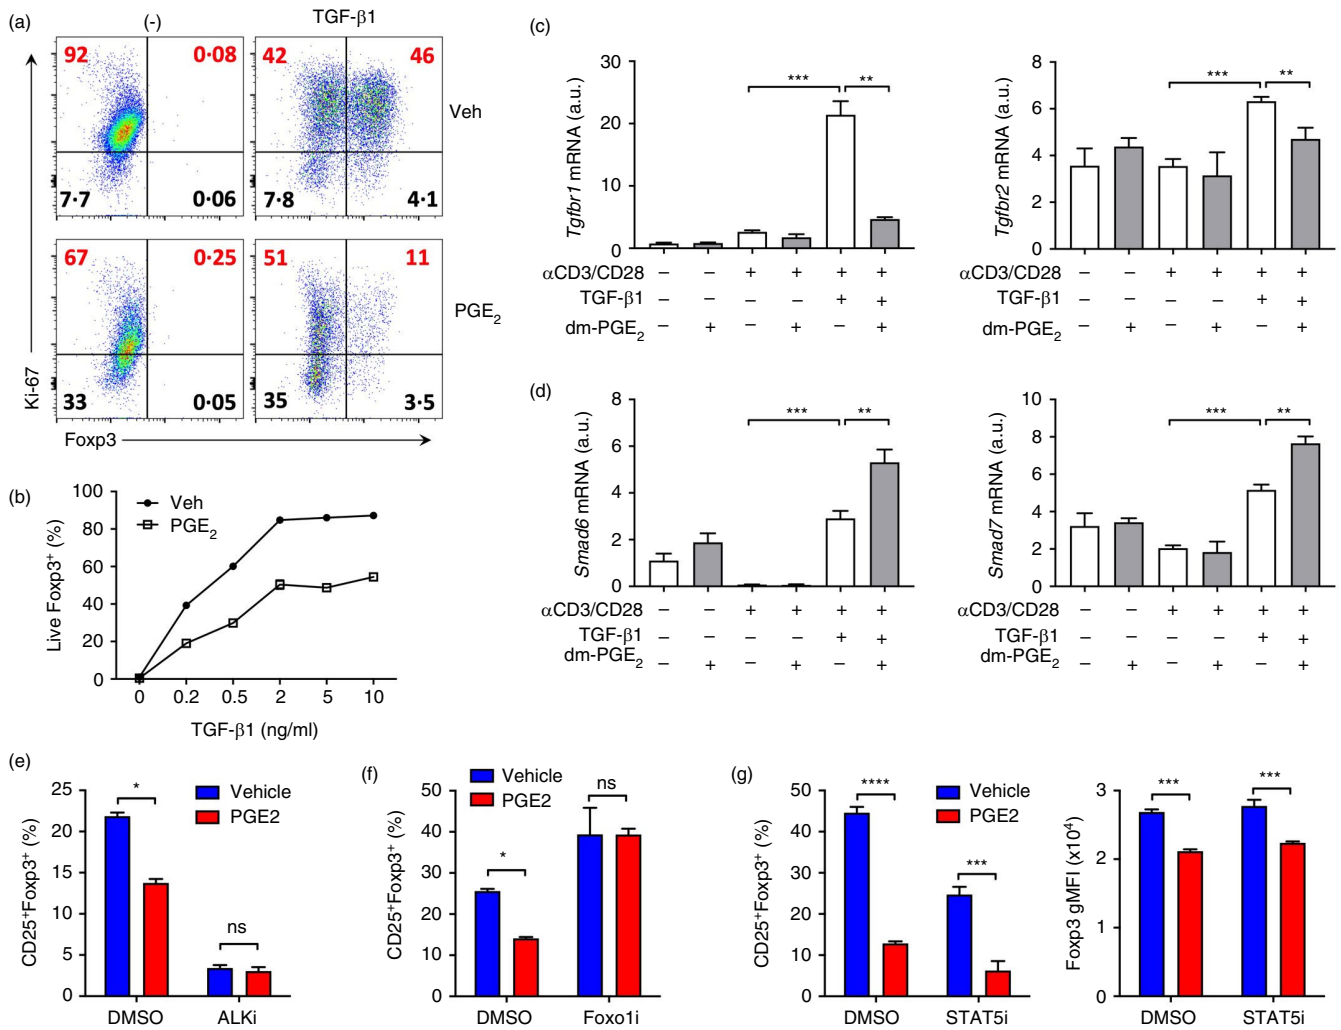 (a)
(-)
TGF-β1
92
0·08
7·7
0·06
42
46
7·8
4·1
Veh
67
0·25
33
0·05
51
11
35
3·5
PGE2
Ki-67
Foxp3
(b)
Live Foxp3+ (%)
100
80
60
40
20
0
Veh
PGE2
0 0.2 0.5 2 5 10
TGF-β1 (ng/ml)
(c)
Tgfbr1 mRNA (a.u.)
30
20
10
0
*** **
αCD3/CD28 – – + + + +
TGF-β1 – – – – + +
dm-PGE2 – + – – – +
Tgfbr2 mRNA (a.u.)
8
6
4
2
0
*** **
αCD3/CD28 – – + + + +
TGF-β1 – – – – + +
dm-PGE2 – + – + – +
(d)
Smad6 mRNA (a.u.)
8
6
4
2
0
*** **
αCD3/CD28 – – + + + +
TGF-β1 – – – – + +
dm-PGE2 – + – – – +
Smad7 mRNA (a.u.)
10
8
6
4
2
0
*** **
αCD3/CD28 – – + + + +
TGF-β1 – – – – + +
dm-PGE2 – + – + – +
(e)
CD25+Foxp3+ (%)
25
20
15
10
5
0
*
ns
Vehicle
PGE2
DMSO ALKi
(f)
CD25+Foxp3+ (%)
50
40
30
20
10
0
Vehicle
PGE2
*
ns
DMSO Foxo1i
(g)
CD25+Foxp3+ (%)
50
40
30
20
10
0
****
***
Vehicle
PGE2
DMSO STAT5i
Foxp3 gMFI (x10⁴)
3
2
1
0
*** ***
DMSO STAT5i